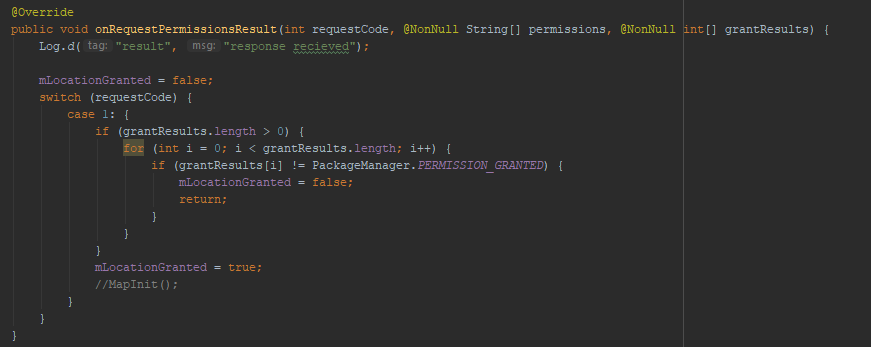 @Override
public void onRequestPermissionsResult(int requestCode, @NonNull String[] permissions, @NonNull int[] grantResults) {
    Log.d( tag: "result",  msg: "response recieved");

    mLocationGranted = false;
    switch (requestCode) {
        case 1: {
            if (grantResults.length > 0) {
                for (int i = 0; i < grantResults.length; i++) {
                    if (grantResults[i] != PackageManager.PERMISSION_GRANTED) {
                        mLocationGranted = false;
                        return;
                    }
                }
            }
            mLocationGranted = true;
            //MapInit();
        }
    }
}